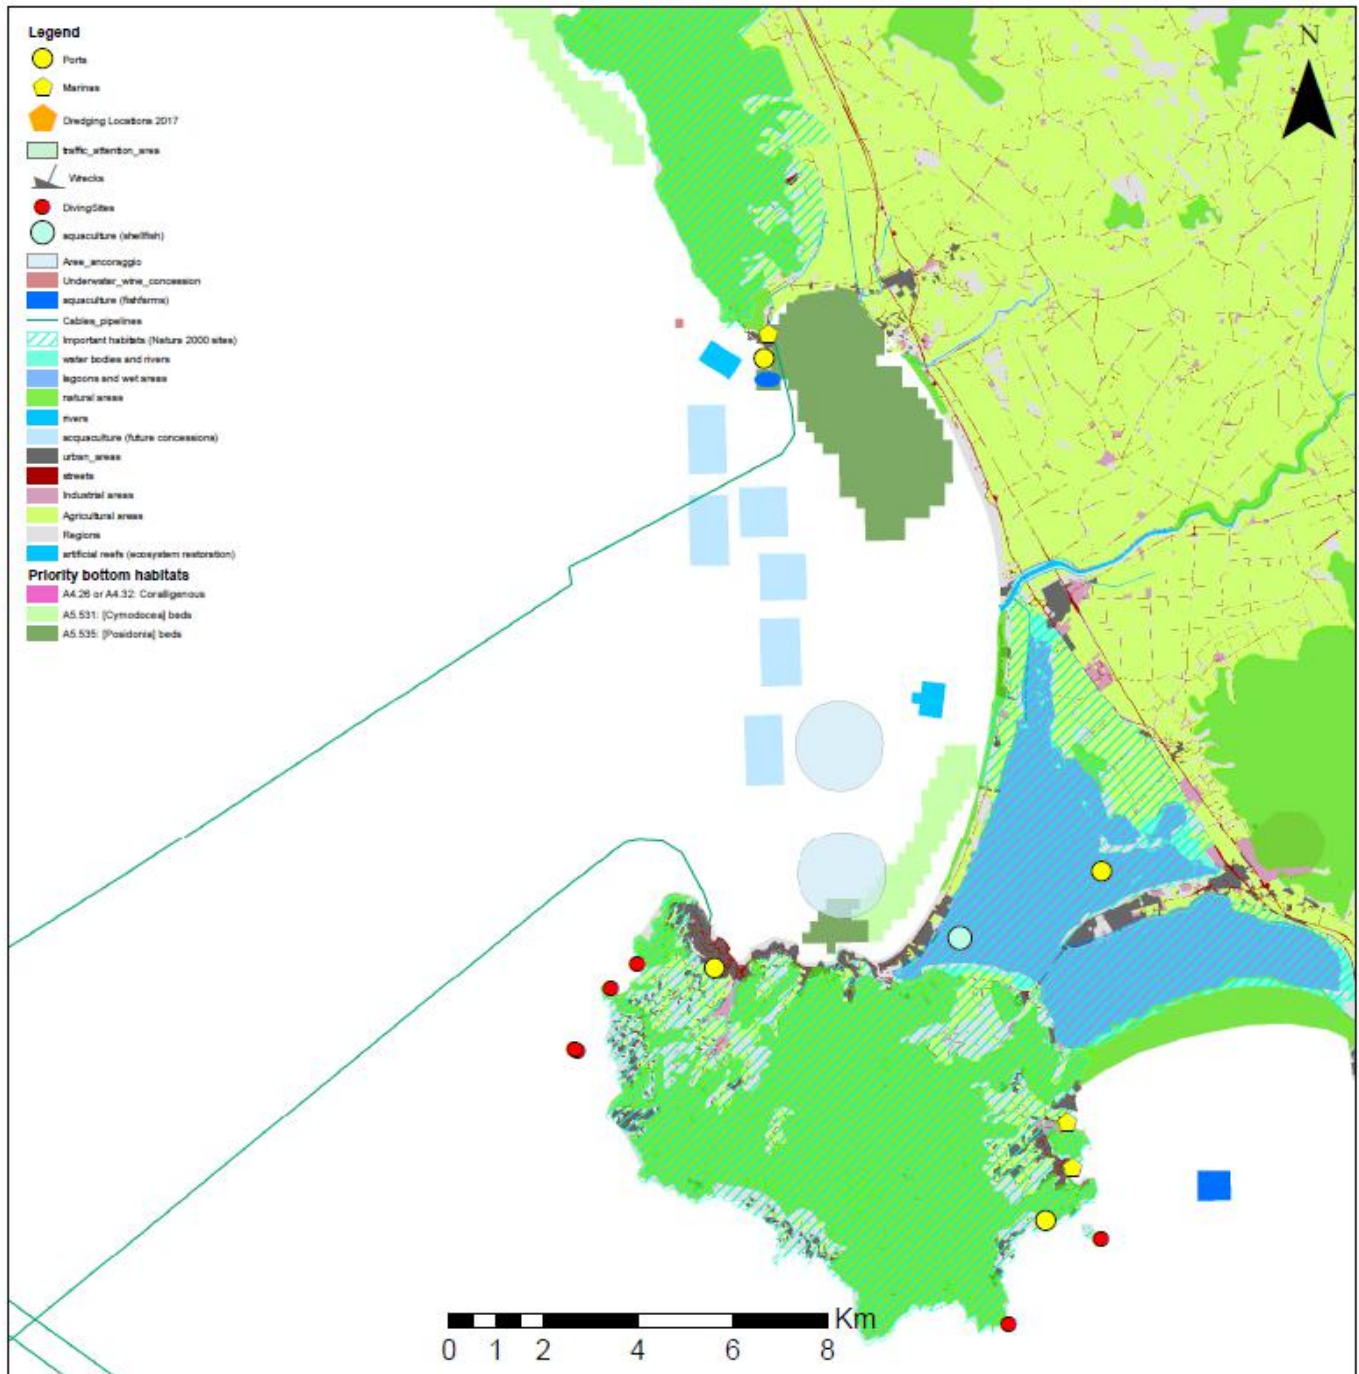 Legend
Ports
Marinas
Dredging Locations 2017
traffic_attention_area
Wrecks
DivingSites
aquaculture (shellfish)
Aree_ancoraggio
Underwater_wine_concession
aquaculture (fishfarms)
Cables_pipelines
Important habitats (Nature 2000 sites)
water bodies and rivers
lagoons and wet areas
natural areas
rivers
acquaculture (future concessions)
urban_areas
streets
Industrial areas
Agricultural areas
Regions
artificial reefs (ecosystem restoration)
Priority bottom habitats
A4.26 or A4.32: Coralligenous
A5.531: [Cymodocea] beds
A5.535: [Posidonia] beds
N
Km
0 1 2 4 6 8